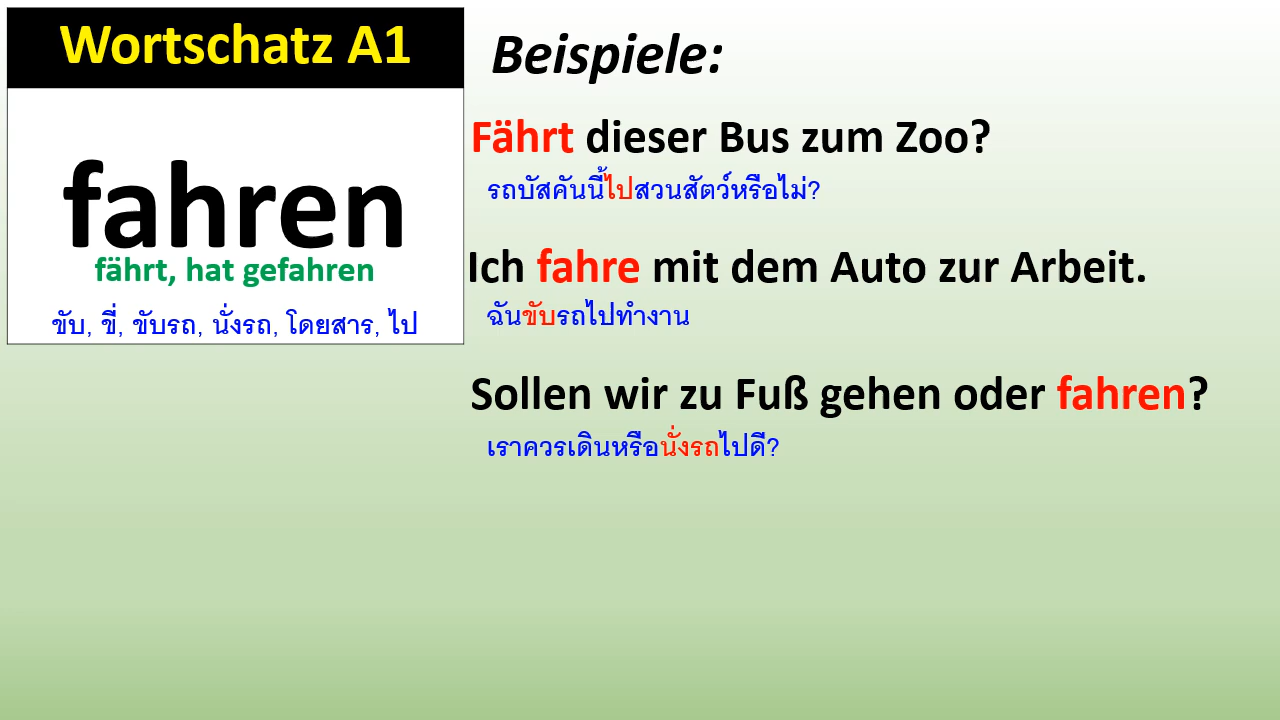 Wortschatz A1
fahren
fährt, hat gefahren
ขับ, ขี่, ขับรถ, นั่งรถ, โดยสาร, ไป
Beispiele:
Fährt dieser Bus zum Zoo?
รถบัสคันนี้ไปสวนสัตว์หรือไม่?
Ich fahre mit dem Auto zur Arbeit.
ฉันขับรถไปทำงาน
Sollen wir zu Fuß gehen oder fahren?
เราควรเดินหรือนั่งรถไปดี?